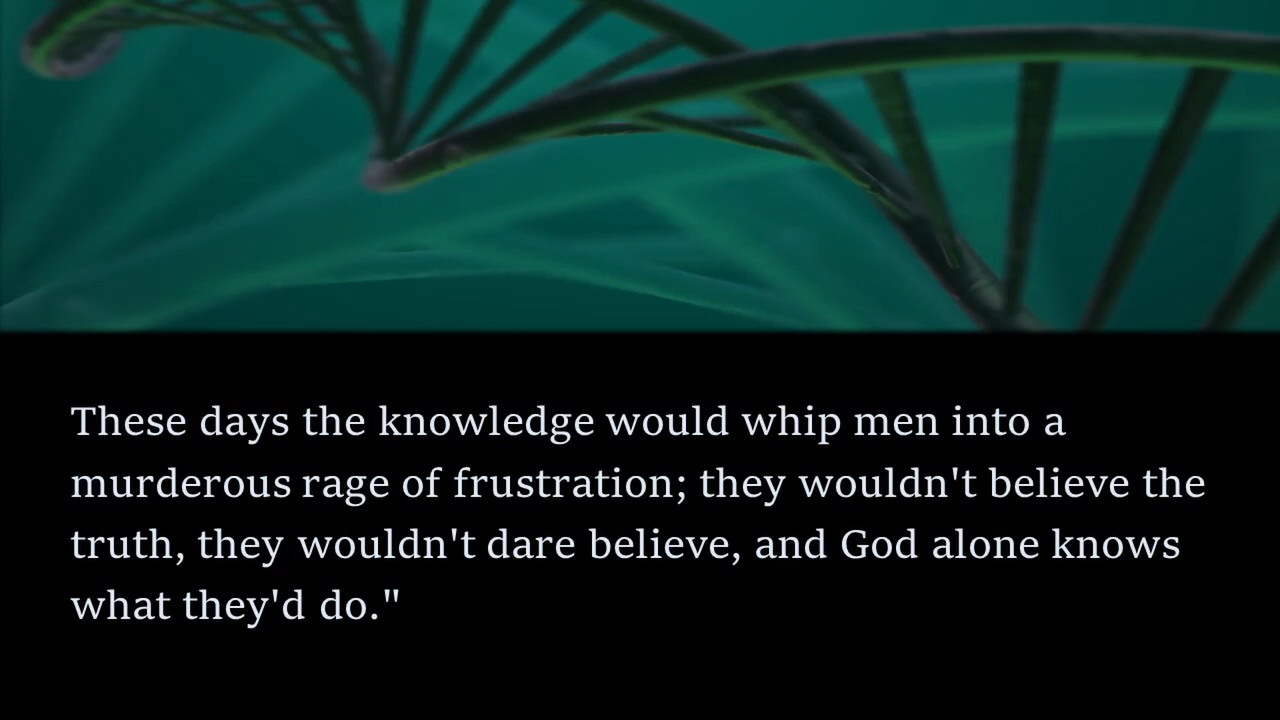 These days the knowledge would whip men into a
murderous rage of frustration; they wouldn't believe the
truth, they wouldn't dare believe, and God alone knows
what they'd do."